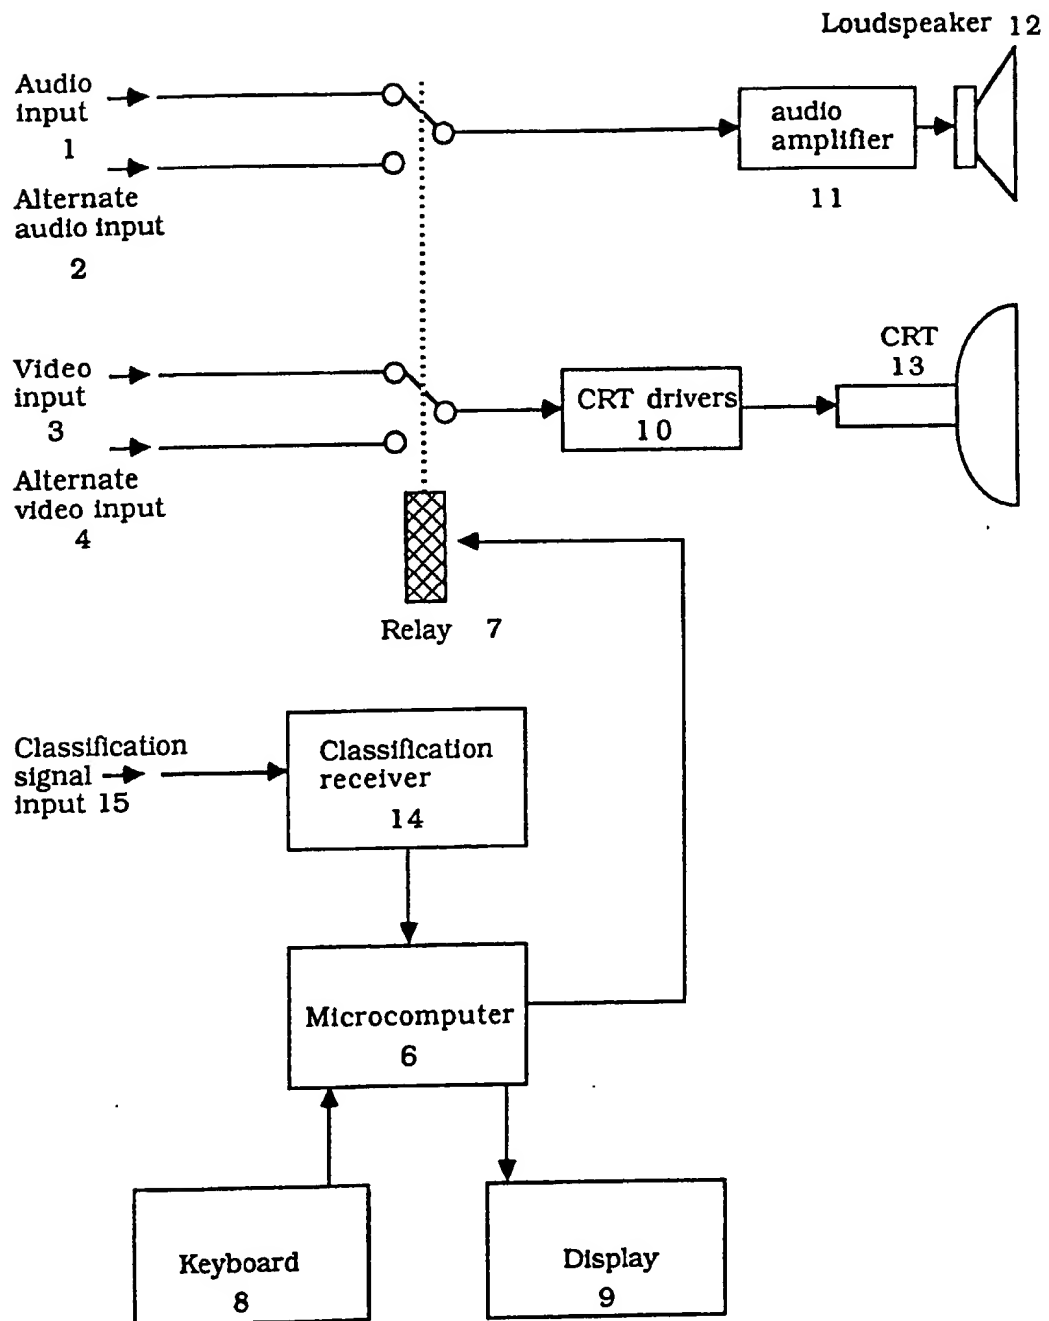 Loudspeaker 12
Audio
input
1
audio
amplifier
11
Alternate
audio input
2
Video
input
3
CRT
13
CRT drivers
10
Alternate
video input
4
Relay 7
Classification
signal
input 15
Classification
receiver
14
Microcomputer
6
Keyboard
8
Display
9